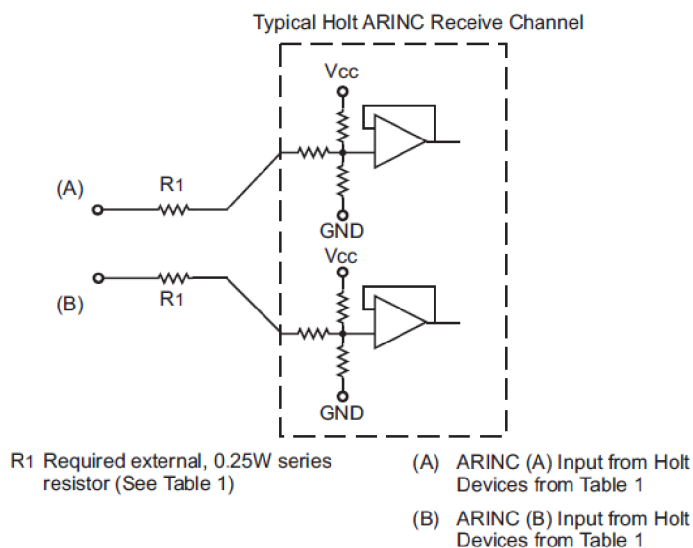 Typical Holt ARINC Receive Channel
Vcc
(A)
R1
GND
Vcc
(B)
R1
GND
R1 Required external, 0.25W series
resistor (See Table 1)
(A) ARINC (A) Input from Holt
Devices from Table 1
(B) ARINC (B) Input from Holt
Devices from Table 1